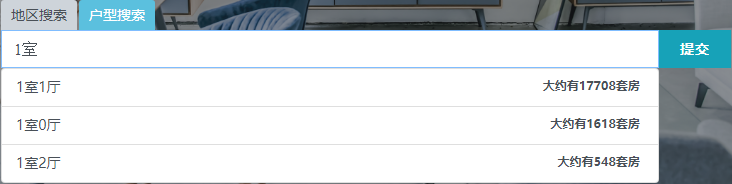 地区搜索 户型搜索
1室 提交
1室1厅 大约有17708套房
1室0厅 大约有1618套房
1室2厅 大约有548套房